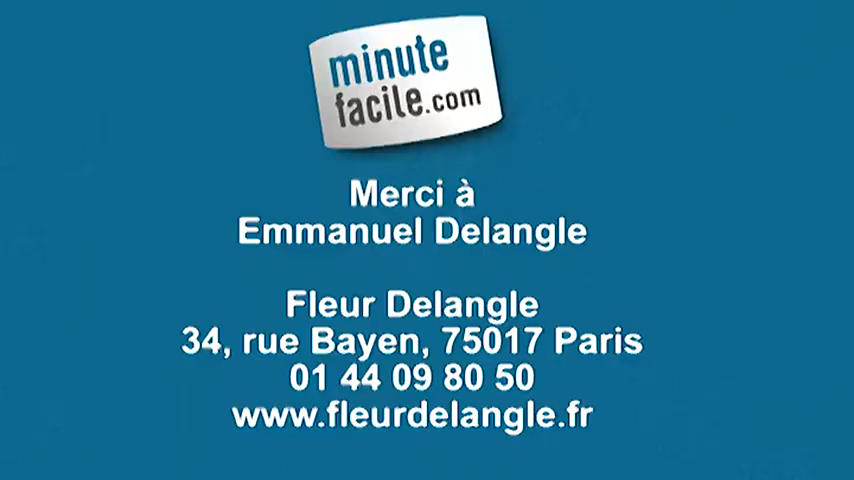 minute
facile.com
Merci à
Emmanuel Delangle
Fleur Delangle
34, rue Bayen, 75017 Paris
01 44 09 80 50
www.fleurdelangle.fr